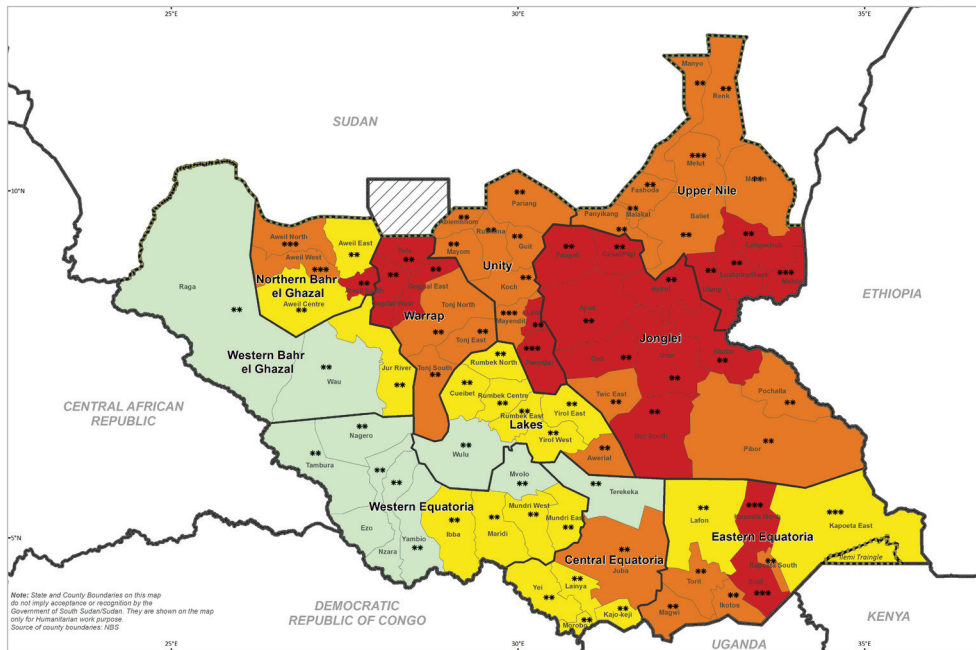 25°E
30°E
35°E
Manyo
Renk
SUDAN
Melut
10°N
Fashoda
Upper Nile
Pariang
Panyikang
Malakal
Baliet
Abiemnhom
Rubkona
Guit
Mayom
Unity
Koch
Aweil North
Aweil East
Aweil West
Northern Bahr
el Ghazal
Aweil Centre
Raga
Warrap
Tonj North
Tonj East
Tonj South
Mayendit
ETHIOPIA
Jonglei
Twic East
Pochalla
Pibor
Western Bahr
el Ghazal
Wau
Jur River
Rumbek North
Cueibet
Rumbek Centre
Rumbek East
Yirol East
Lakes
Yirol West
Awerial
Wulu
CENTRAL AFRICAN
REPUBLIC
Nagero
Tambura
Mvolo
Terekeka
Western Equatoria
Mundri West
Mundri East
Ezo
Yambio
Nzara
Ibba
Maridi
Lafon
Kapoeta East
Eastern Equatoria
Central Equatoria
Juba
5°N
Torit
Ikotos
Magwi
Yei
Lainya
Kajo-keji
Morobo
Note: State and County Boundaries on this map
do not imply acceptance or recognition by the
Government of South Sudan/Sudan. They are shown on the map
only for Humanitarian work purpose.
Source of county boundaries: NBS
DEMOCRATIC
REPUBLIC OF CONGO
UGANDA
KENYA
25°E
30°E
35°E